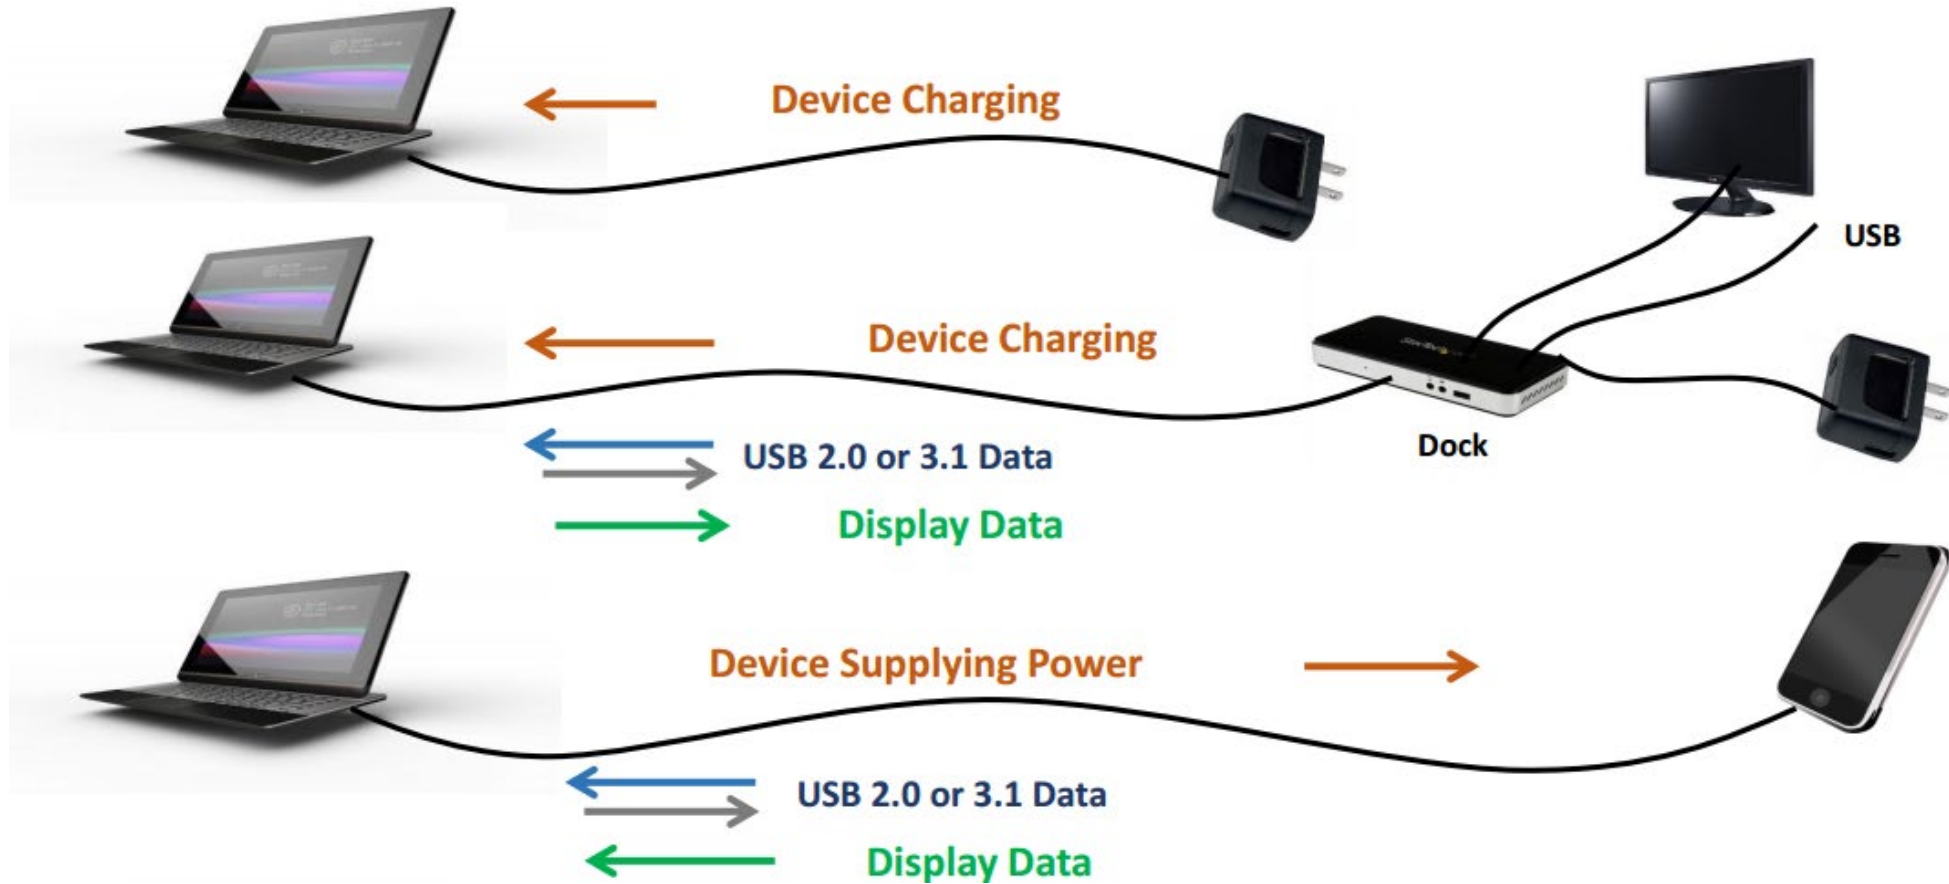 Device Charging
USB
Device Charging
Dock
USB 2.0 or 3.1 Data
Display Data
Device Supplying Power
USB 2.0 or 3.1 Data
Display Data